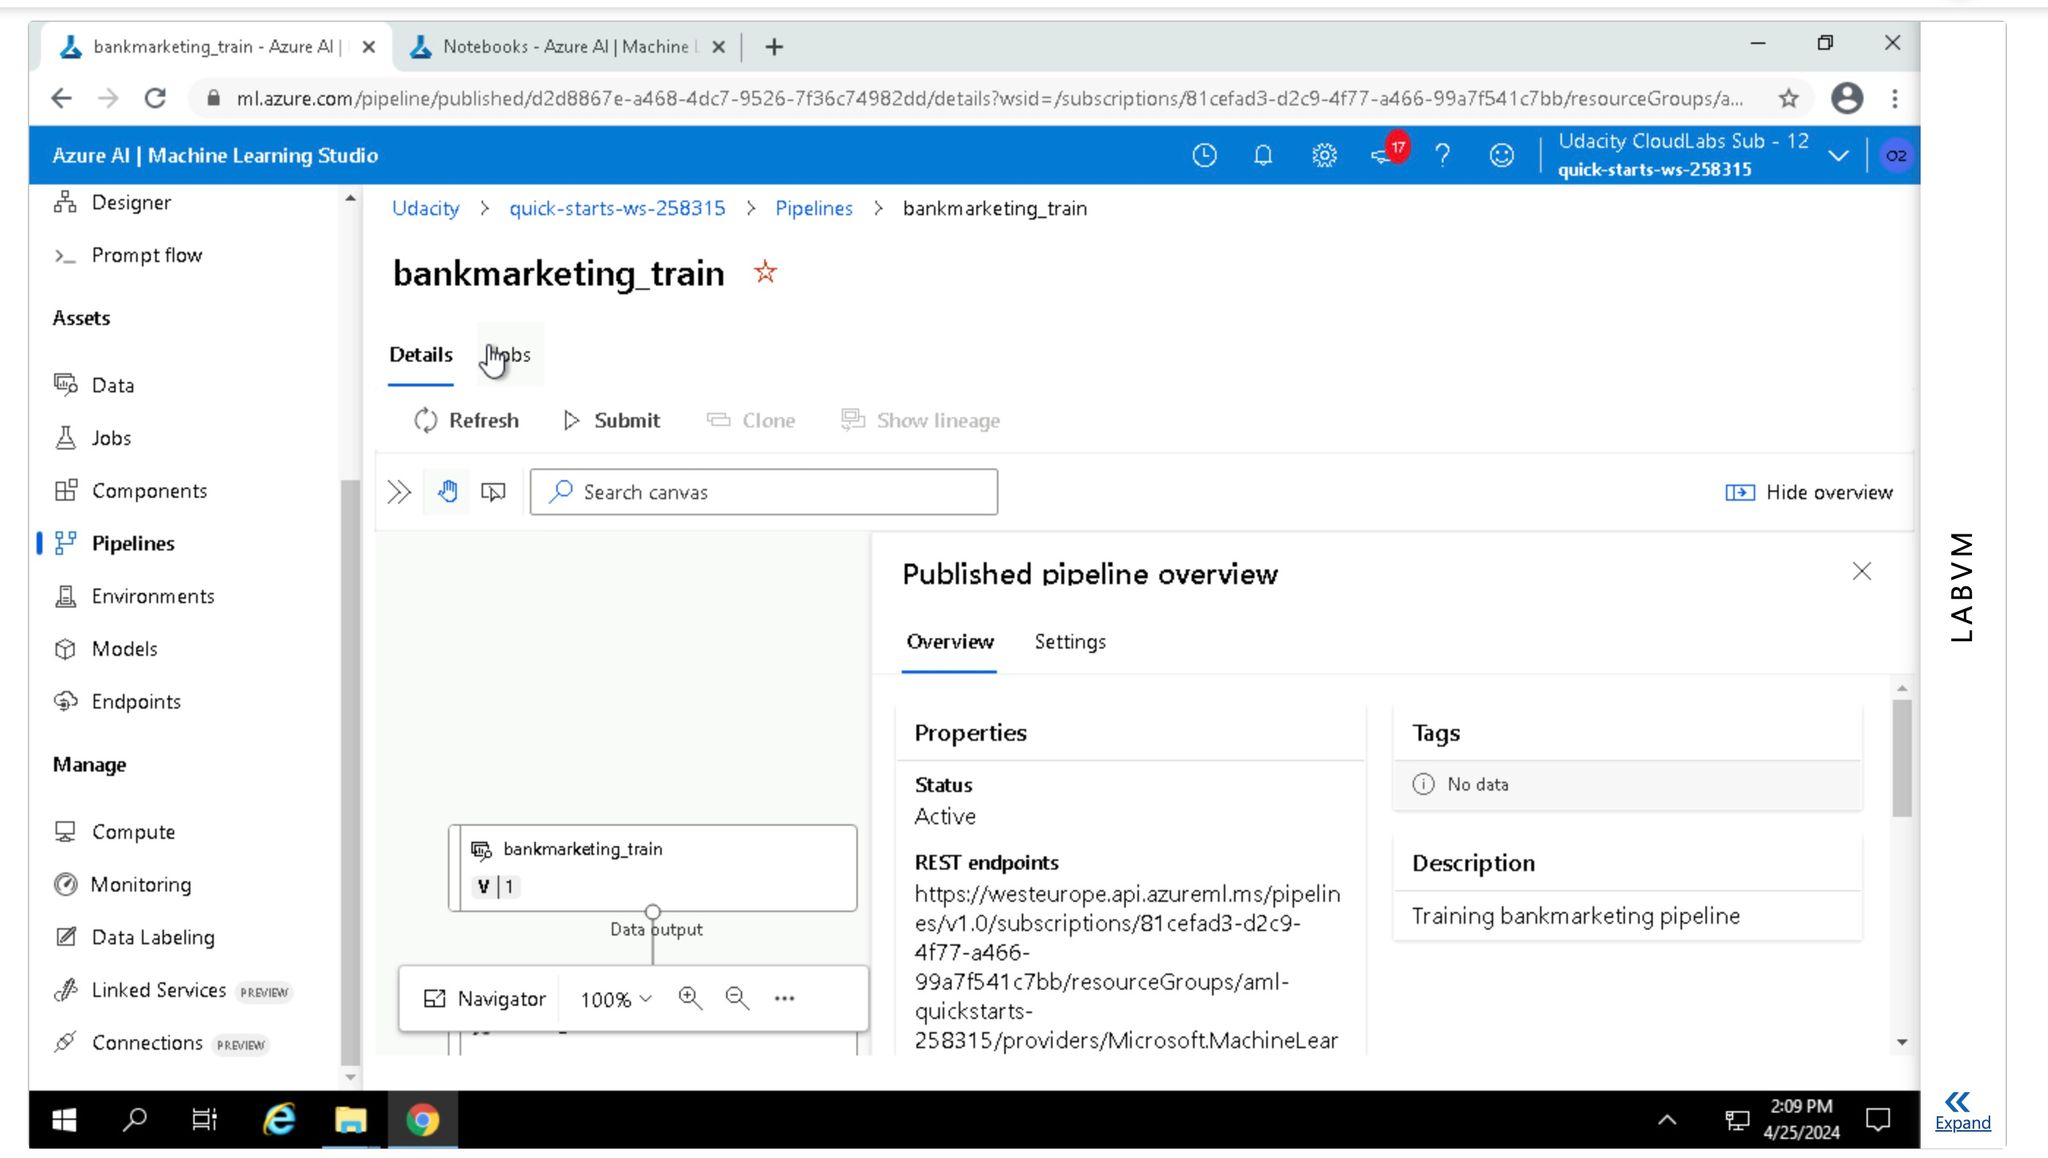 bankmarketing_train - Azure AI |
Notebooks - Azure AI | Machine L
ml.azure.com/pipeline/published/d2d8867e-a468-4dc7-9526-7f36c74982dd/details?wsid=/subscriptions/81cefad3-d2c9-4f77-a466-99a7f541c7bb/resourceGroups/a...
Azure AI | Machine Learning Studio
17
?
Udacity CloudLabs Sub - 12
quick-starts-ws-258315
O2
Designer
Prompt flow
Assets
Data
Jobs
Components
Pipelines
Environments
Models
Endpoints
Manage
Compute
Monitoring
Data Labeling
Linked Services PREVIEW
Connections PREVIEW
Udacity > quick-starts-ws-258315 > Pipelines > bankmarketing_train
bankmarketing_train
Details
Jobs
Refresh
Submit
Clone
Show lineage
Search canvas
Hide overview
bankmarketing_train
V | 1
Data output
Navigator
100%
Published pipeline overview
Overview
Settings
Properties
Status
Active
REST endpoints
https://westeurope.api.azureml.ms/pipelin
es/v1.0/subscriptions/81cefad3-d2c9-
4f77-a466-
99a7f541c7bb/resourceGroups/aml-
quickstarts-
258315/providers/Microsoft.MachineLear
Tags
No data
Description
Training bankmarketing pipeline
2:09 PM
4/25/2024
LABVM
Expand